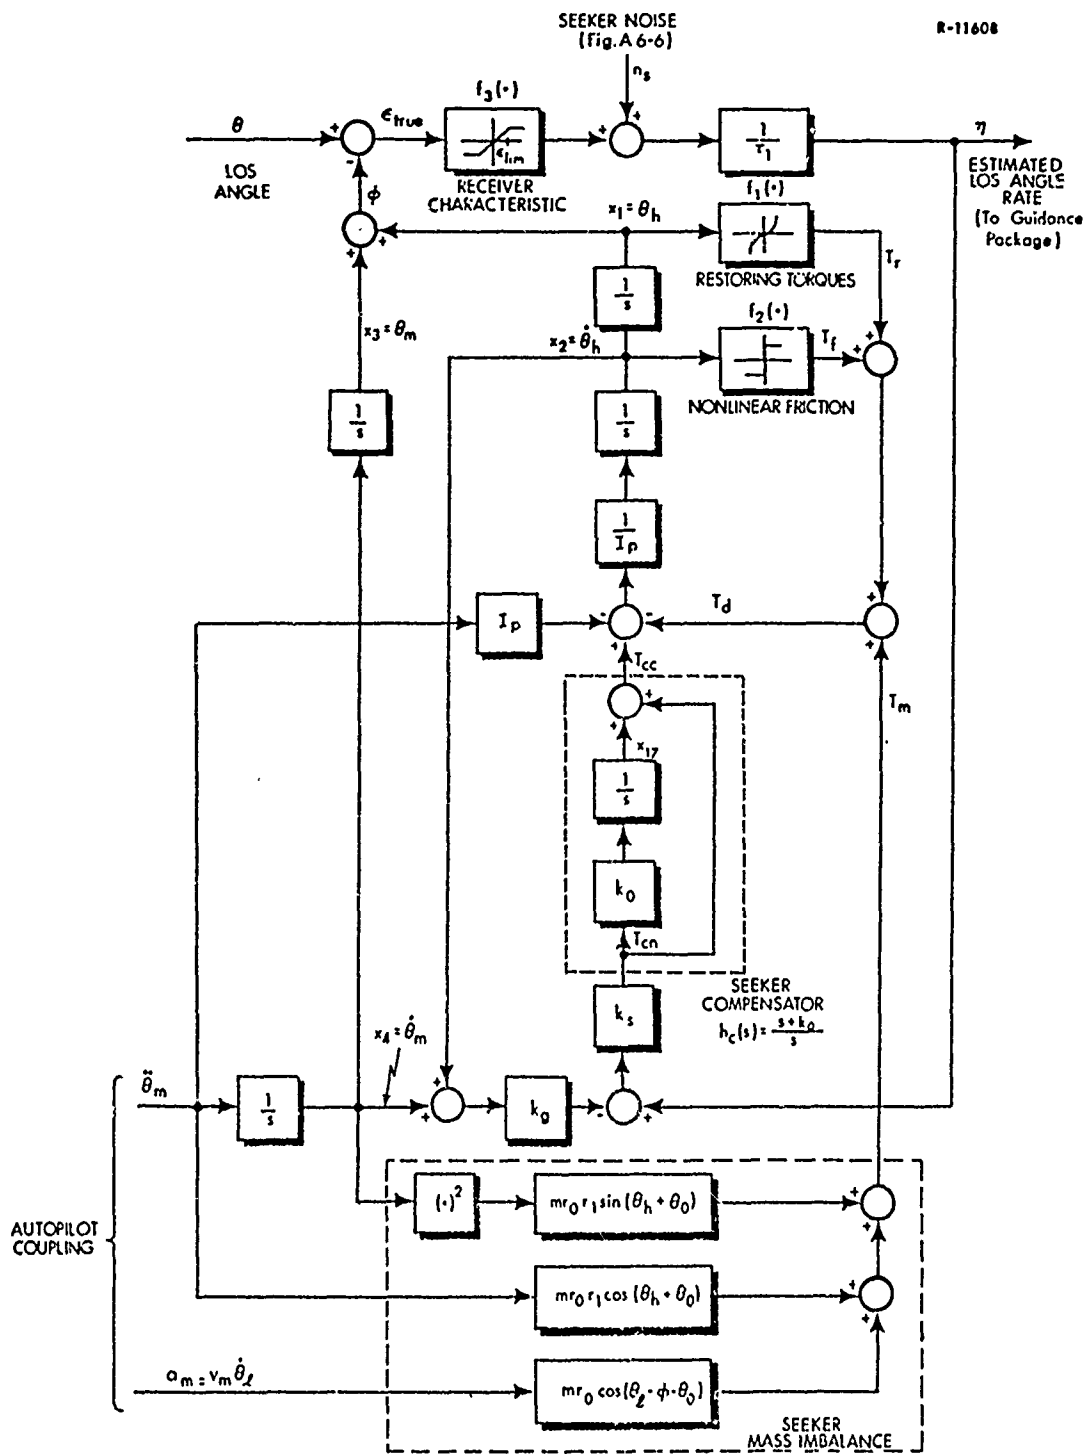 SEEKER NOISE
(Fig. A 6-6)
R-11608
n_s
f_3(·)
θ
ϵ_true
+
-
ϵ_lim
+
+
1/τ_1
η
LOS
ANGLE
RECEIVER
CHARACTERISTIC
ESTIMATED
LOS ANGLE
RATE
(To Guidance
Package)
ϕ
x_1 = θ_h
f_1(·)
+
+
T_r
1/s
RESTORING TORQUES
x_3 = θ_m
x_2 = θ̇_h
f_2(·)
T_f
+
+
NONLINEAR FRICTION
1/s
1/s
1/I_p
I_p
-
-
+
T_d
+
+
T_cc
T_m
+
+
x_17
1/s
k_0
T_cn
SEEKER
COMPENSATOR
h_c(s) = (s + k_0)/s
k_s
x_4 = θ̇_m
θ̈_m
1/s
+
+
k_g
-
+
AUTOPILOT
COUPLING
(·)^2
mr_0 r_1 sin(θ_h + θ_0)
+
+
mr_0 r_1 cos(θ_h + θ_0)
+
+
a_m = v_m θ̇_ℓ
mr_0 cos(θ_ℓ - ϕ - θ_0)
SEEKER
MASS IMBALANCE